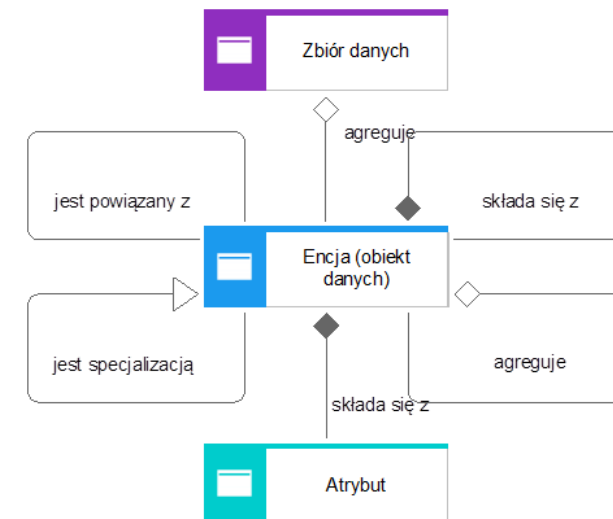 Zbiór danych
agreguje
jest powiązany z
składa się z
Encja (obiekt
danych)
jest specjalizacją
agreguje
składa się z
Atrybut